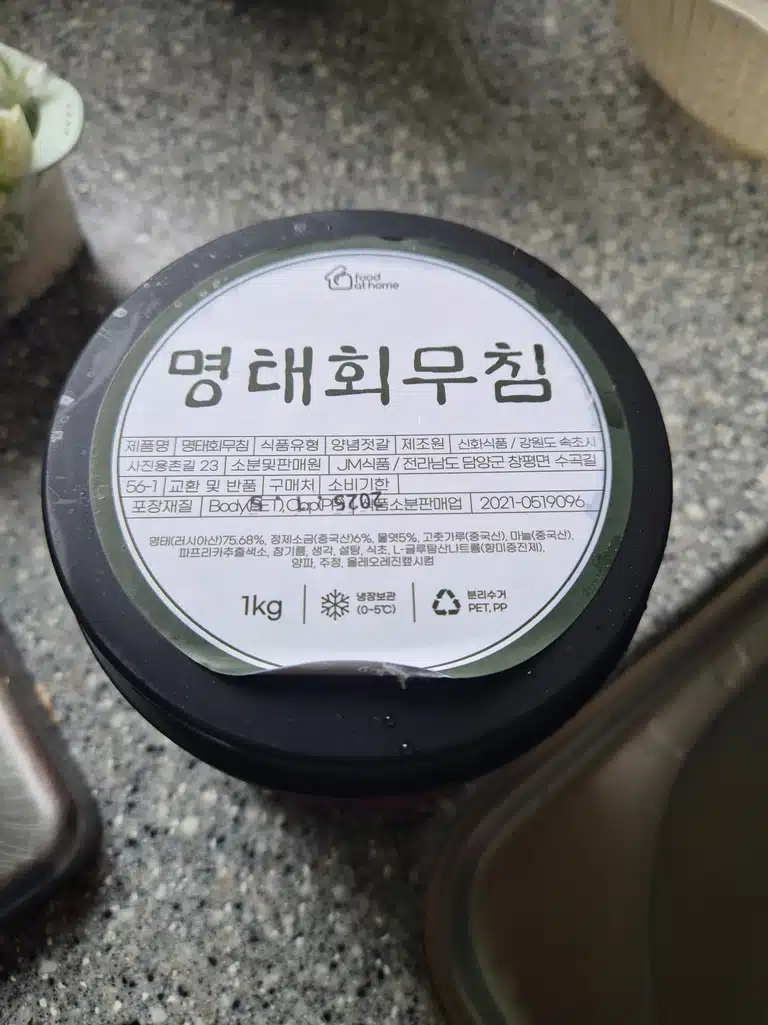 food
at home
명태회무침
제품명 명태회무침 식품유형 양념젓갈 제조원 신화식품 / 강원도 속초시
사진용촌길 23 소분및판매원 JM식품 / 전라남도 담양군 창평면 수곡길
56-1 교환 및 반품 구매처 소비기한
포장재질 Body(PET), Cap(P 소분판매업 2021-0519096
명태(러시아산)75.68%, 정제소금(중국산)6%, 물엿5%, 고춧가루(중국산), 마늘(중국산),
파프리카추출색소, 참기름, 생각, 설탕, 식초, L-글루탐산나트륨(향미증진제),
양파, 주정, 올레오레진캪시컴
1kg 냉장보관 분리수거
(0~5℃) PET, PP